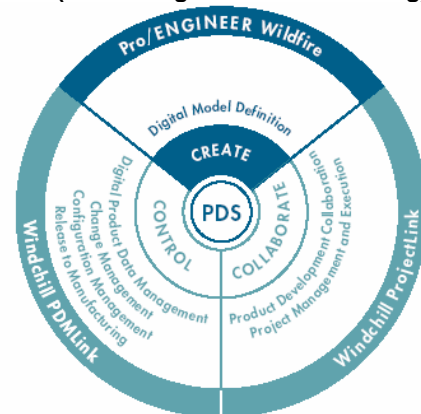 Pro/ENGINEER Wildfire
Digital Model Definition
CREATE
PDS
CONTROL
COLLABORATE
Digital Product Data Management
Change Management
Configuration Management
Release to Manufacturing
Product Development Collaboration
Project Management and Execution
Windchill PDMLink
Windchill ProjectLink